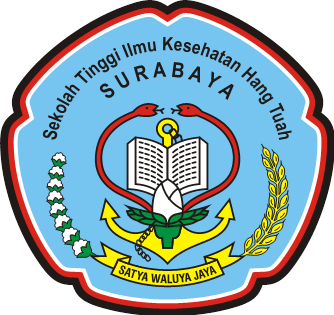 Sekolah Tinggi Ilmu Kesehatan Hang Tuah
SURABAYA
SATYA WALUYA JAYA